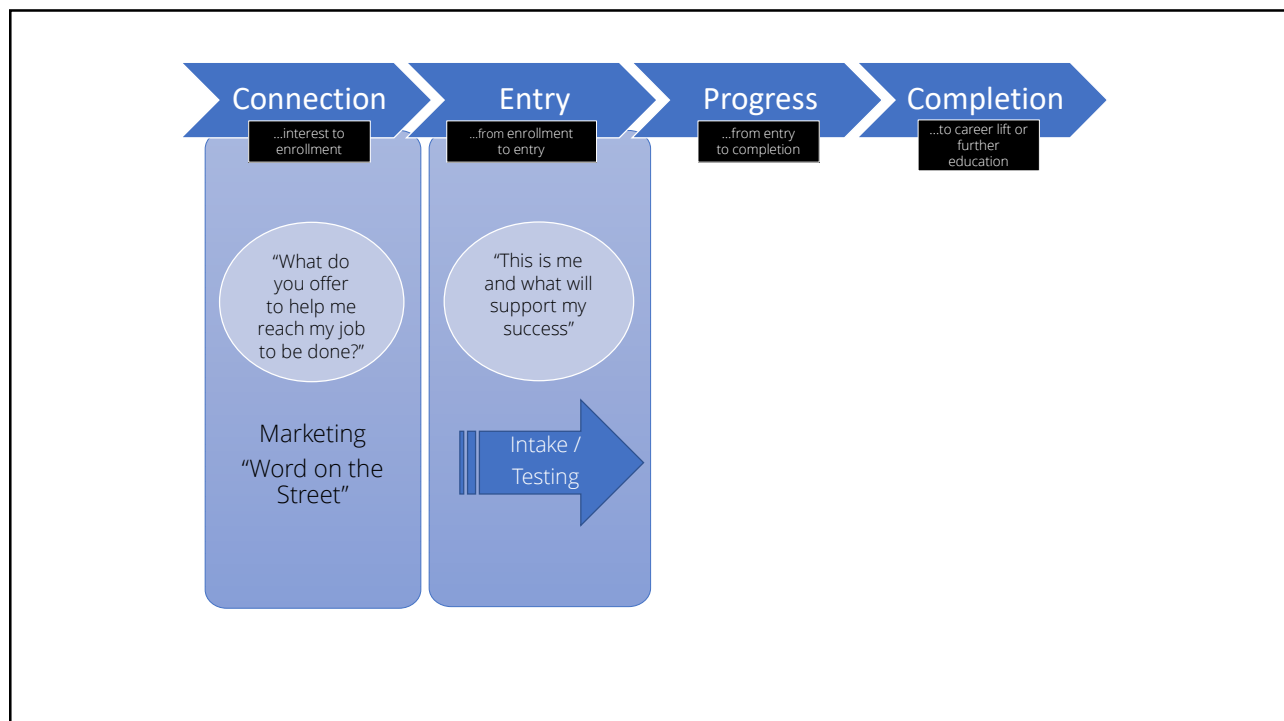 Connection
Entry
Progress
Completion
...interest to
enrollment
...from enrollment
to entry
...from entry
to completion
...to career lift or
further
education
“What do
you offer
to help me
reach my job
to be done?”
“This is me
and what will
support my
success”
Marketing
“Word on the
Street”
Intake /
Testing